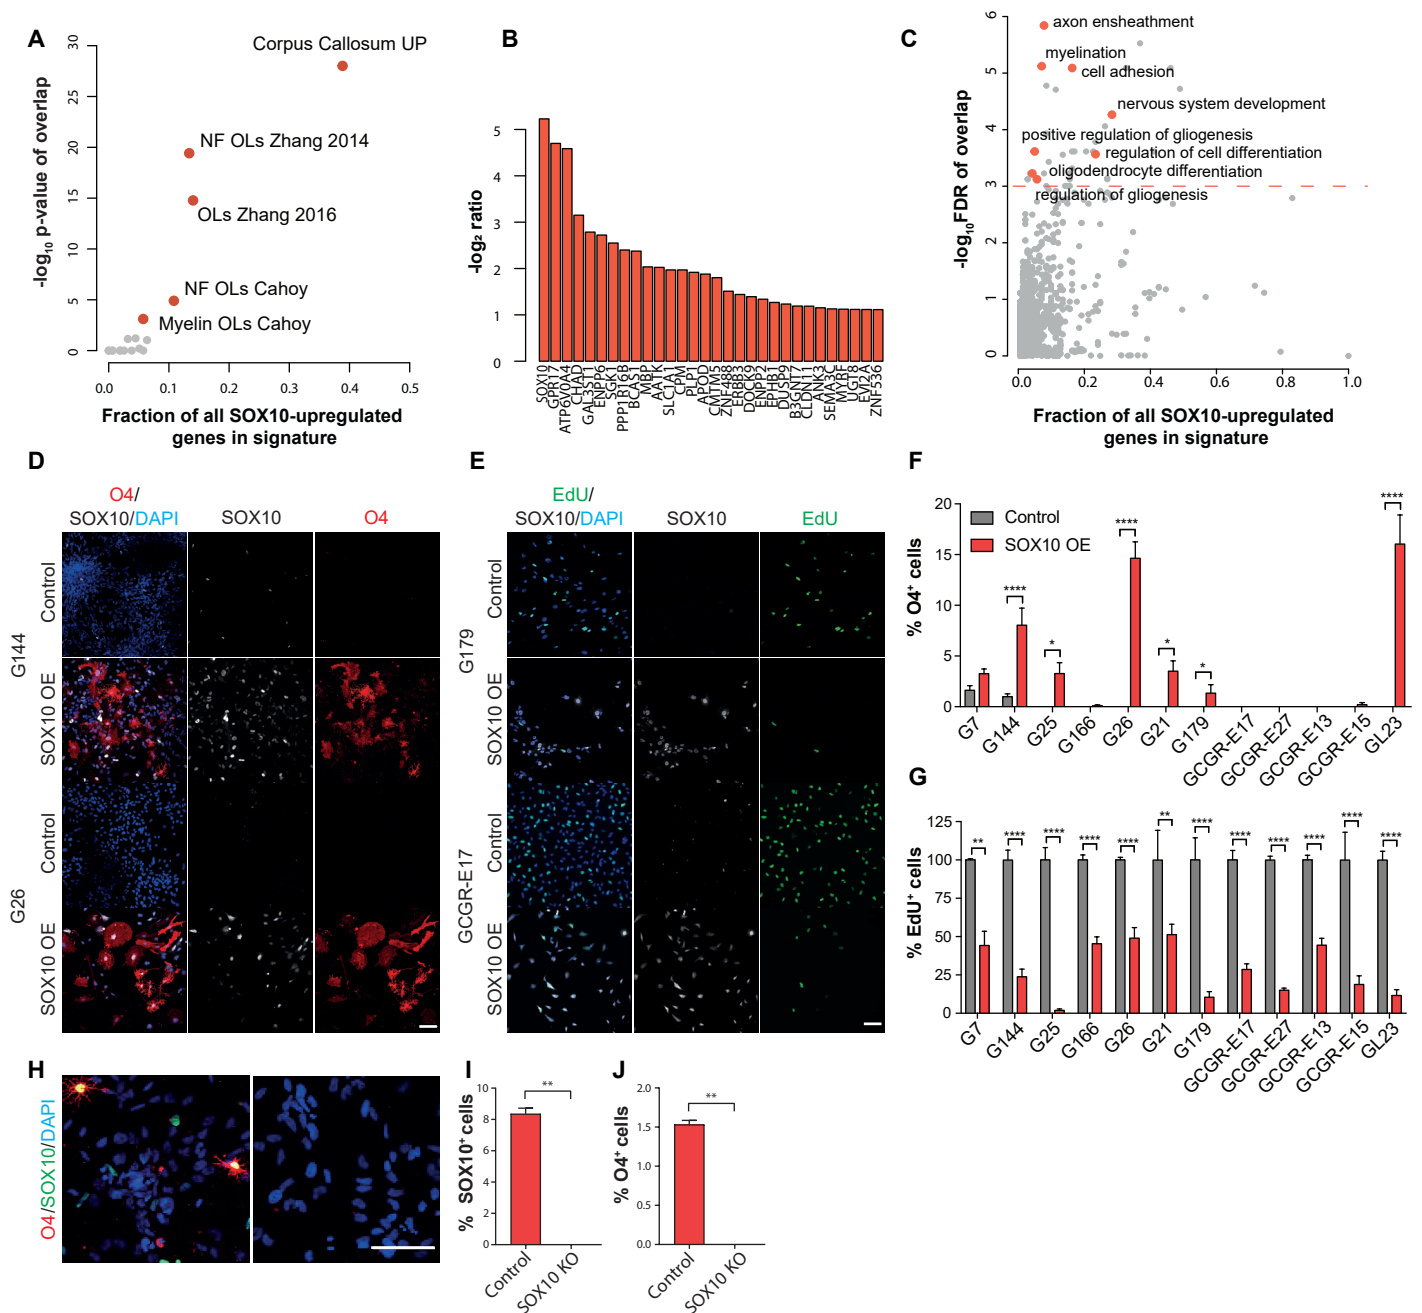 A
-log₁₀ p-value of overlap
30
25
20
15
10
5
0
Corpus Callosum UP
NF OLs Zhang 2014
OLs Zhang 2016
NF OLs Cahoy
Myelin OLs Cahoy
0.0 0.1 0.2 0.3 0.4 0.5
Fraction of all SOX10-upregulated
genes in signature
B
-log₂ ratio
5
4
3
2
1
0
SOX10
GPR17
ATP6V0A4
CHAD
GAL3ST1
ENPP6
SGK1
PPP1R16B
BCAS1
MBP
AATK
SLC1A1
CPM
PLP1
APOD
CMTM5
ZNF488
ERBB3
DOCK9
ENPP2
EPHB1
DUSP9
B3GNT7
CLDN11
ANK3
SEMA3C
MYRF
UGT8
EVI2A
ZNF536
C
-log₁₀FDR of overlap
6
5
4
3
2
1
0
axon ensheathment
myelination
cell adhesion
nervous system development
positive regulation of gliogenesis
regulation of cell differentiation
oligodendrocyte differentiation
regulation of gliogenesis
0.0 0.2 0.4 0.6 0.8 1.0
Fraction of all SOX10-upregulated
genes in signature
D
O4/
SOX10/DAPI SOX10 O4
G144
Control
SOX10 OE
G26
Control
SOX10 OE
E
EdU/
SOX10/DAPI SOX10 EdU
G179
Control
SOX10 OE
GCGR-E17
Control
SOX10 OE
F
% O4⁺ cells
20
15
10
5
0
Control
SOX10 OE
**** * **** * * ****
G7 G144 G25 G166 G26 G21 G179 GCGR-E17 GCGR-E27 GCGR-E13 GCGR-E15 GL23
G
% EdU⁺ cells
125
100
75
50
25
0
** **** **** **** **** ** **** **** **** **** **** ****
G7 G144 G25 G166 G26 G21 G179 GCGR-E17 GCGR-E27 GCGR-E13 GCGR-E15 GL23
H
O4/SOX10/DAPI
I
% SOX10⁺ cells
10
8
6
4
2
0
**
Control SOX10 KO
J
% O4⁺ cells
2.0
1.5
1.0
0.5
0.0
**
Control SOX10 KO